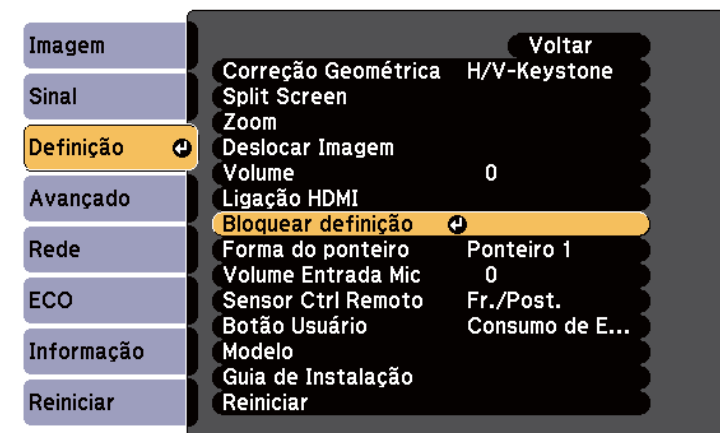 Imagem
Sinal
Definição
Avançado
Rede
ECO
Informação
Reiniciar
Voltar
Correção Geométrica H/V-Keystone
Split Screen
Zoom
Deslocar Imagem
Volume 0
Ligação HDMI
Bloquear definição
Forma do ponteiro Ponteiro 1
Volume Entrada Mic 0
Sensor Ctrl Remoto Fr./Post.
Botão Usuário Consumo de E...
Modelo
Guia de Instalação
Reiniciar